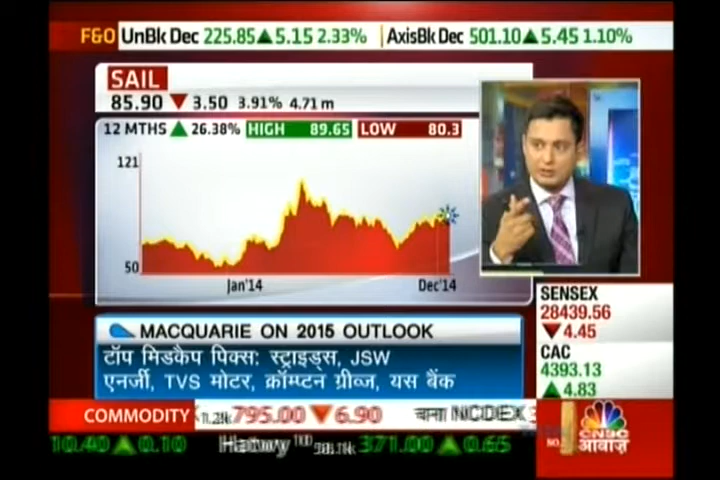 F&O UnBk Dec 225.85▲5.15 2.33% AxisBk Dec 501.10▲5.45 1.10%
SAIL
85.90 ▼ 3.50 3.91% 4.71 m
12 MTHS ▲ 26.38% HIGH 89.65 LOW 80.3
121
50
Jan'14 Dec'14
MACQUARIE ON 2015 OUTLOOK
टॉप मिडकैप पिक्स: स्ट्राइड्स, JSW
एनर्जी, TVS मोटर, क्रॉम्प्टन ग्रीव्ज, यस बैंक
SENSEX
28439.56
▼ 4.45
CAC
4393.13
▲ 4.83
COMMODITY 795.00 ▼ 6.90 चना NCDEX
10.40 ▲ 0.10 371.00 ▲ 0.65
CNBC
आवाज़